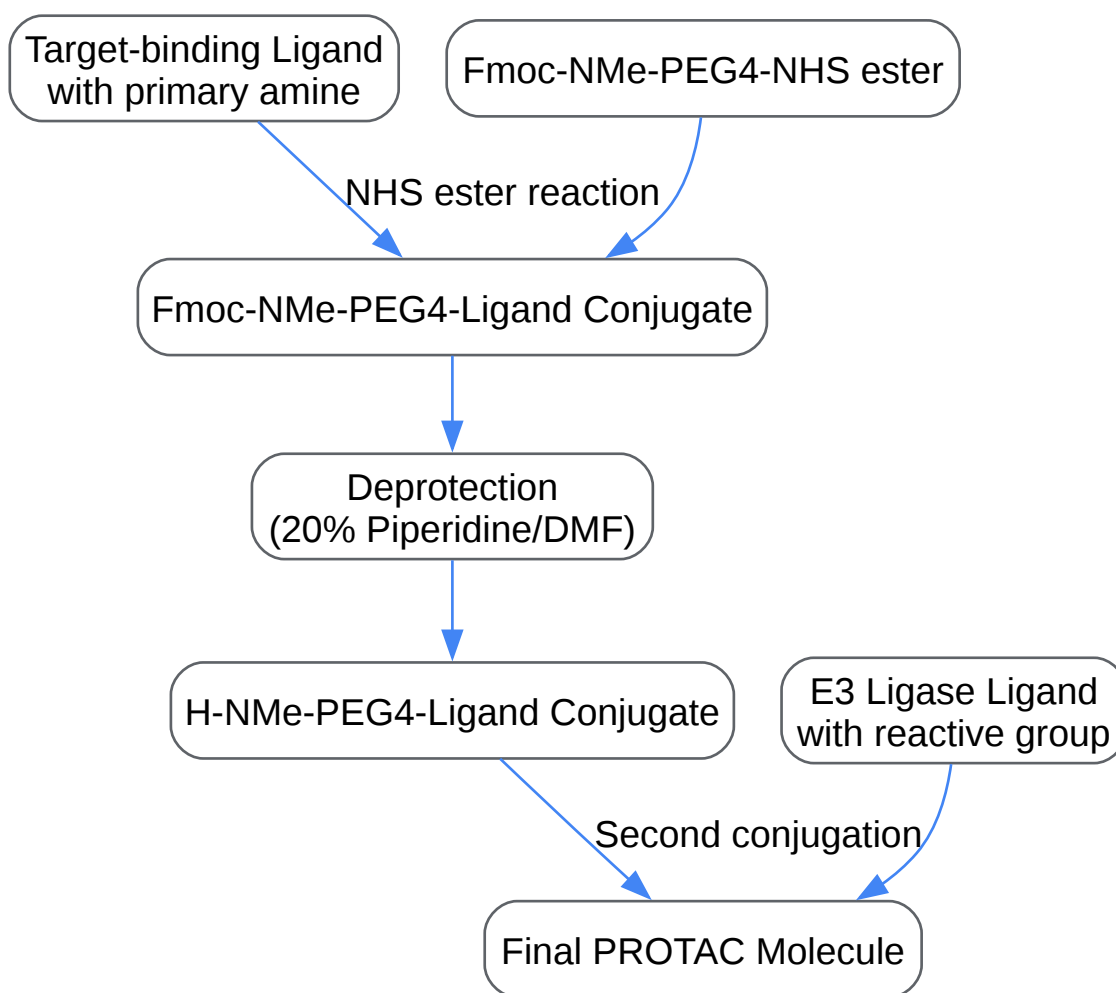 Target-binding Ligand
with primary amine
Fmoc-NMe-PEG4-NHS ester
NHS ester reaction
Fmoc-NMe-PEG4-Ligand Conjugate
Deprotection
(20% Piperidine/DMF)
H-NMe-PEG4-Ligand Conjugate
E3 Ligase Ligand
with reactive group
Second conjugation
Final PROTAC Molecule